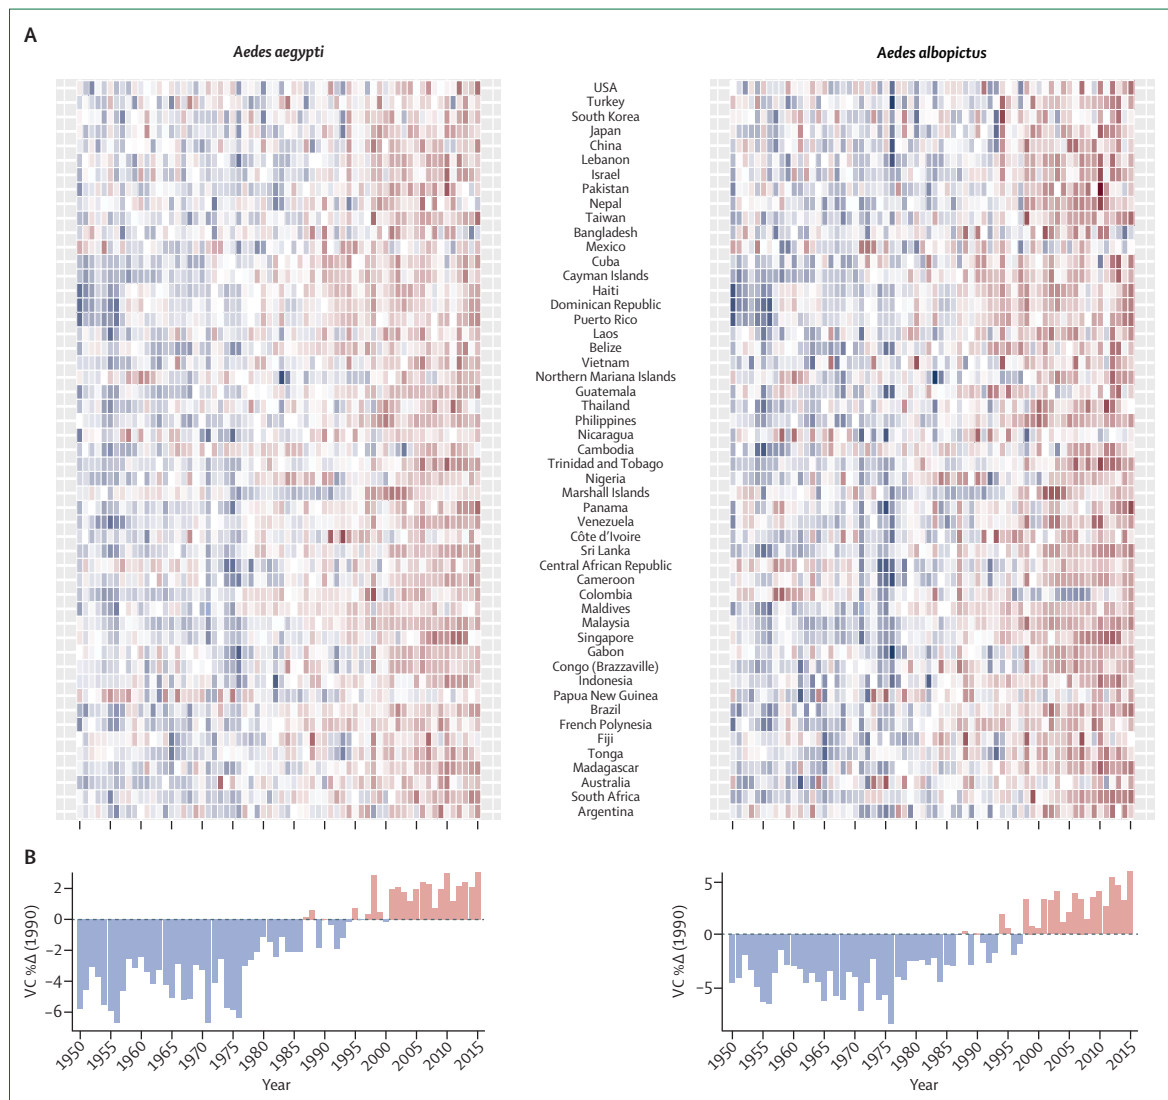 A
Aedes aegypti
Aedes albopictus
USA
Turkey
South Korea
Japan
China
Lebanon
Israel
Pakistan
Nepal
Taiwan
Bangladesh
Mexico
Cuba
Cayman Islands
Haiti
Dominican Republic
Puerto Rico
Laos
Belize
Vietnam
Northern Mariana Islands
Guatemala
Thailand
Philippines
Nicaragua
Cambodia
Trinidad and Tobago
Nigeria
Marshall Islands
Panama
Venezuela
Côte d'Ivoire
Sri Lanka
Central African Republic
Cameroon
Colombia
Maldives
Malaysia
Singapore
Gabon
Congo (Brazzaville)
Indonesia
Papua New Guinea
Brazil
French Polynesia
Fiji
Tonga
Madagascar
Australia
South Africa
Argentina
B
VC %Δ (1990)
2
0
−2
−4
−6
1950 1955 1960 1965 1970 1975 1980 1985 1990 1995 2000 2005 2010 2015
Year
VC %Δ (1990)
5
0
−5
1950 1955 1960 1965 1970 1975 1980 1985 1990 1995 2000 2005 2010 2015
Year